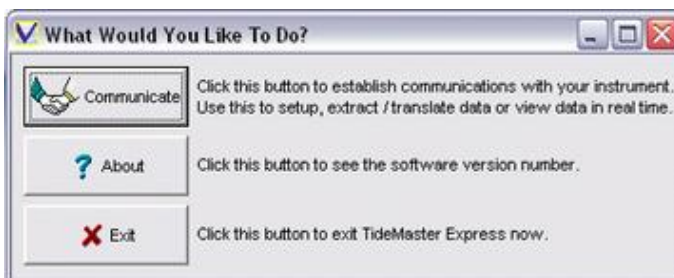 What Would You Like To Do?
Communicate
Click this button to establish communications with your instrument.
Use this to setup, extract / translate data or view data in real time.
About
Click this button to see the software version number.
Exit
Click this button to exit TideMaster Express now.